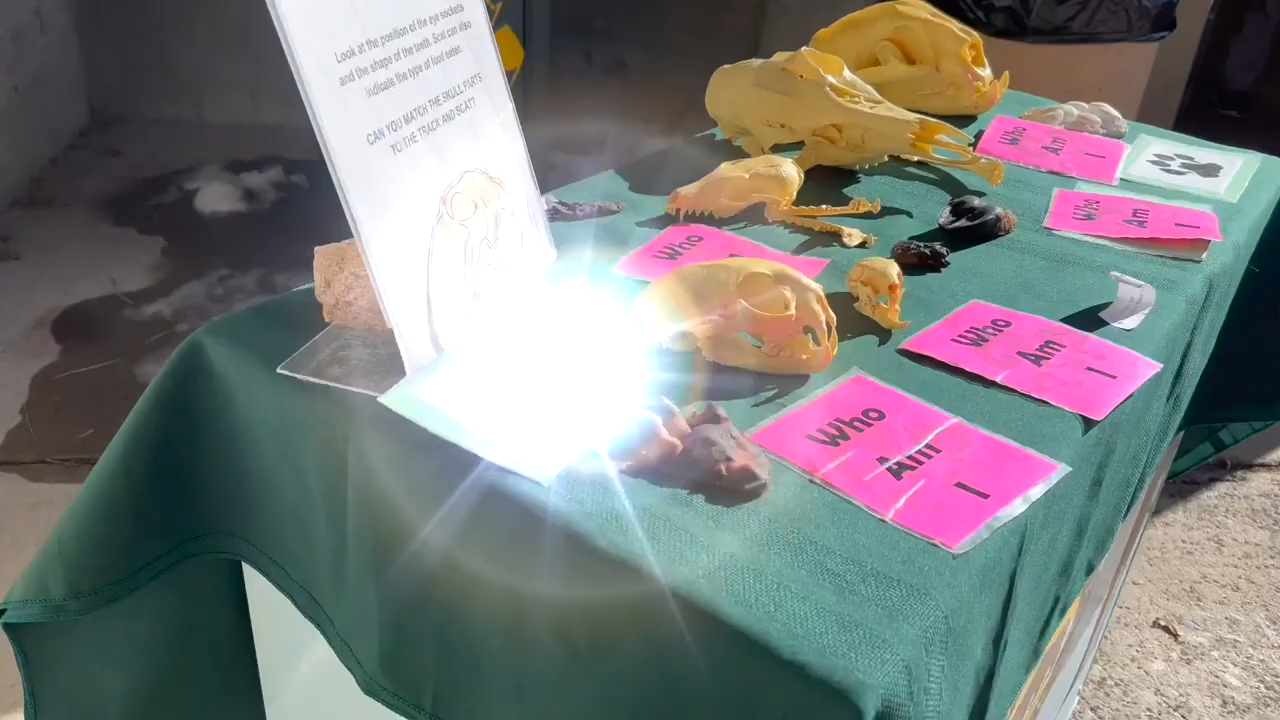 Look at the position of the eye sockets
and the shape of the teeth. Scat can also
indicate the type of food eaten.
CAN YOU MATCH THE SKULL PARTS
TO THE TRACK AND SCAT?
Who
Am
I
Who
Am
I
Who
Who
Am
I
Who
Am
I